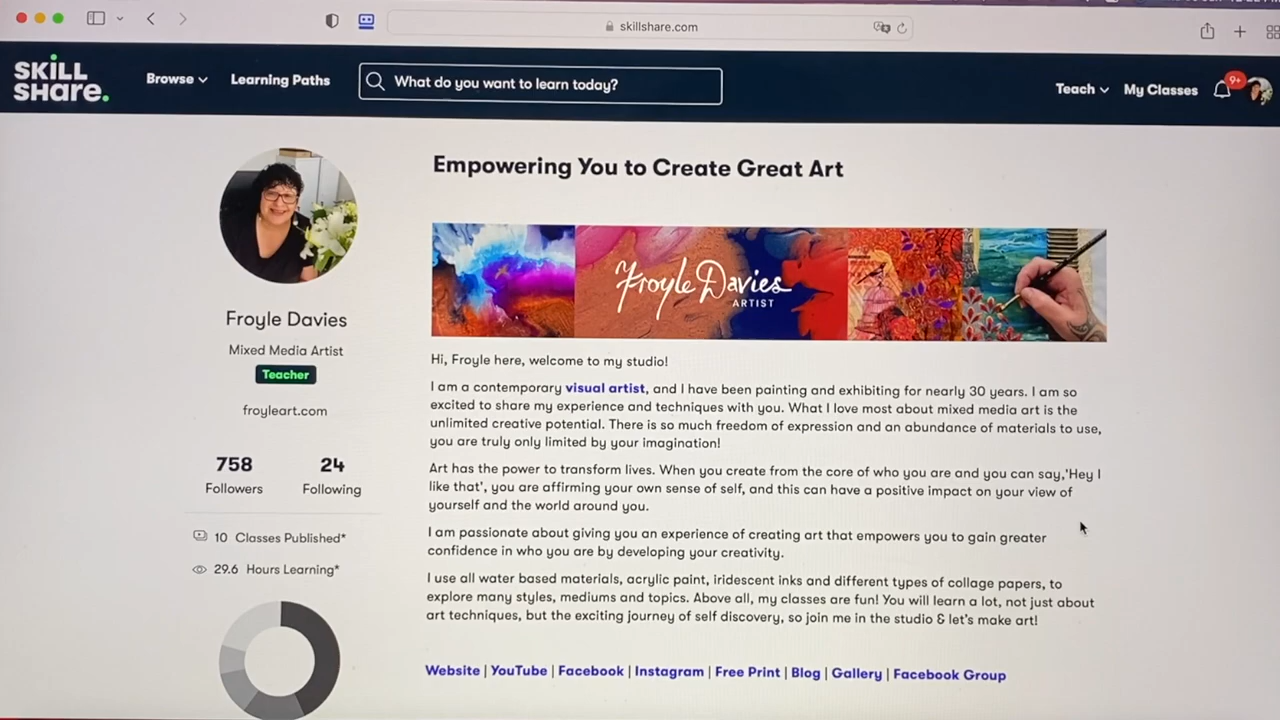 skillshare.com
SKILL
SHare.
Browse
Learning Paths
What do you want to learn today?
Teach
My Classes
9+
Empowering You to Create Great Art
Froyle Davies
ARTIST
Froyle Davies
Mixed Media Artist
Teacher
froyleart.com
758
Followers
24
Following
10 Classes Published*
29.6 Hours Learning*
Hi, Froyle here, welcome to my studio!
I am a contemporary visual artist, and I have been painting and exhibiting for nearly 30 years. I am so
excited to share my experience and techniques with you. What I love most about mixed media art is the
unlimited creative potential. There is so much freedom of expression and an abundance of materials to use,
you are truly only limited by your imagination!
Art has the power to transform lives. When you create from the core of who you are and you can say,'Hey I
like that', you are affirming your own sense of self, and this can have a positive impact on your view of
yourself and the world around you.
I am passionate about giving you an experience of creating art that empowers you to gain greater
confidence in who you are by developing your creativity.
I use all water based materials, acrylic paint, iridescent inks and different types of collage papers, to
explore many styles, mediums and topics. Above all, my classes are fun! You will learn a lot, not just about
art techniques, but the exciting journey of self discovery, so join me in the studio & let's make art!
Website | YouTube | Facebook | Instagram | Free Print | Blog | Gallery | Facebook Group